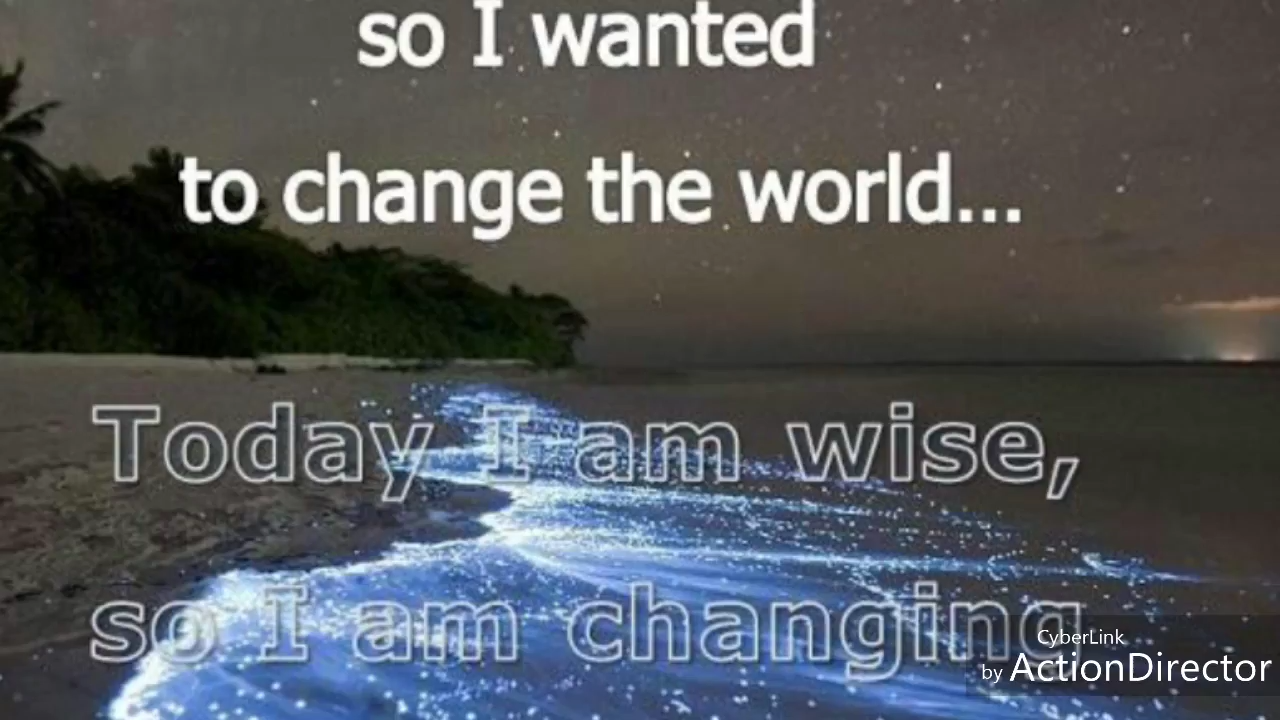 so I wanted
to change the world...
Today I am wise,
so I am changing
CyberLink
by ActionDirector